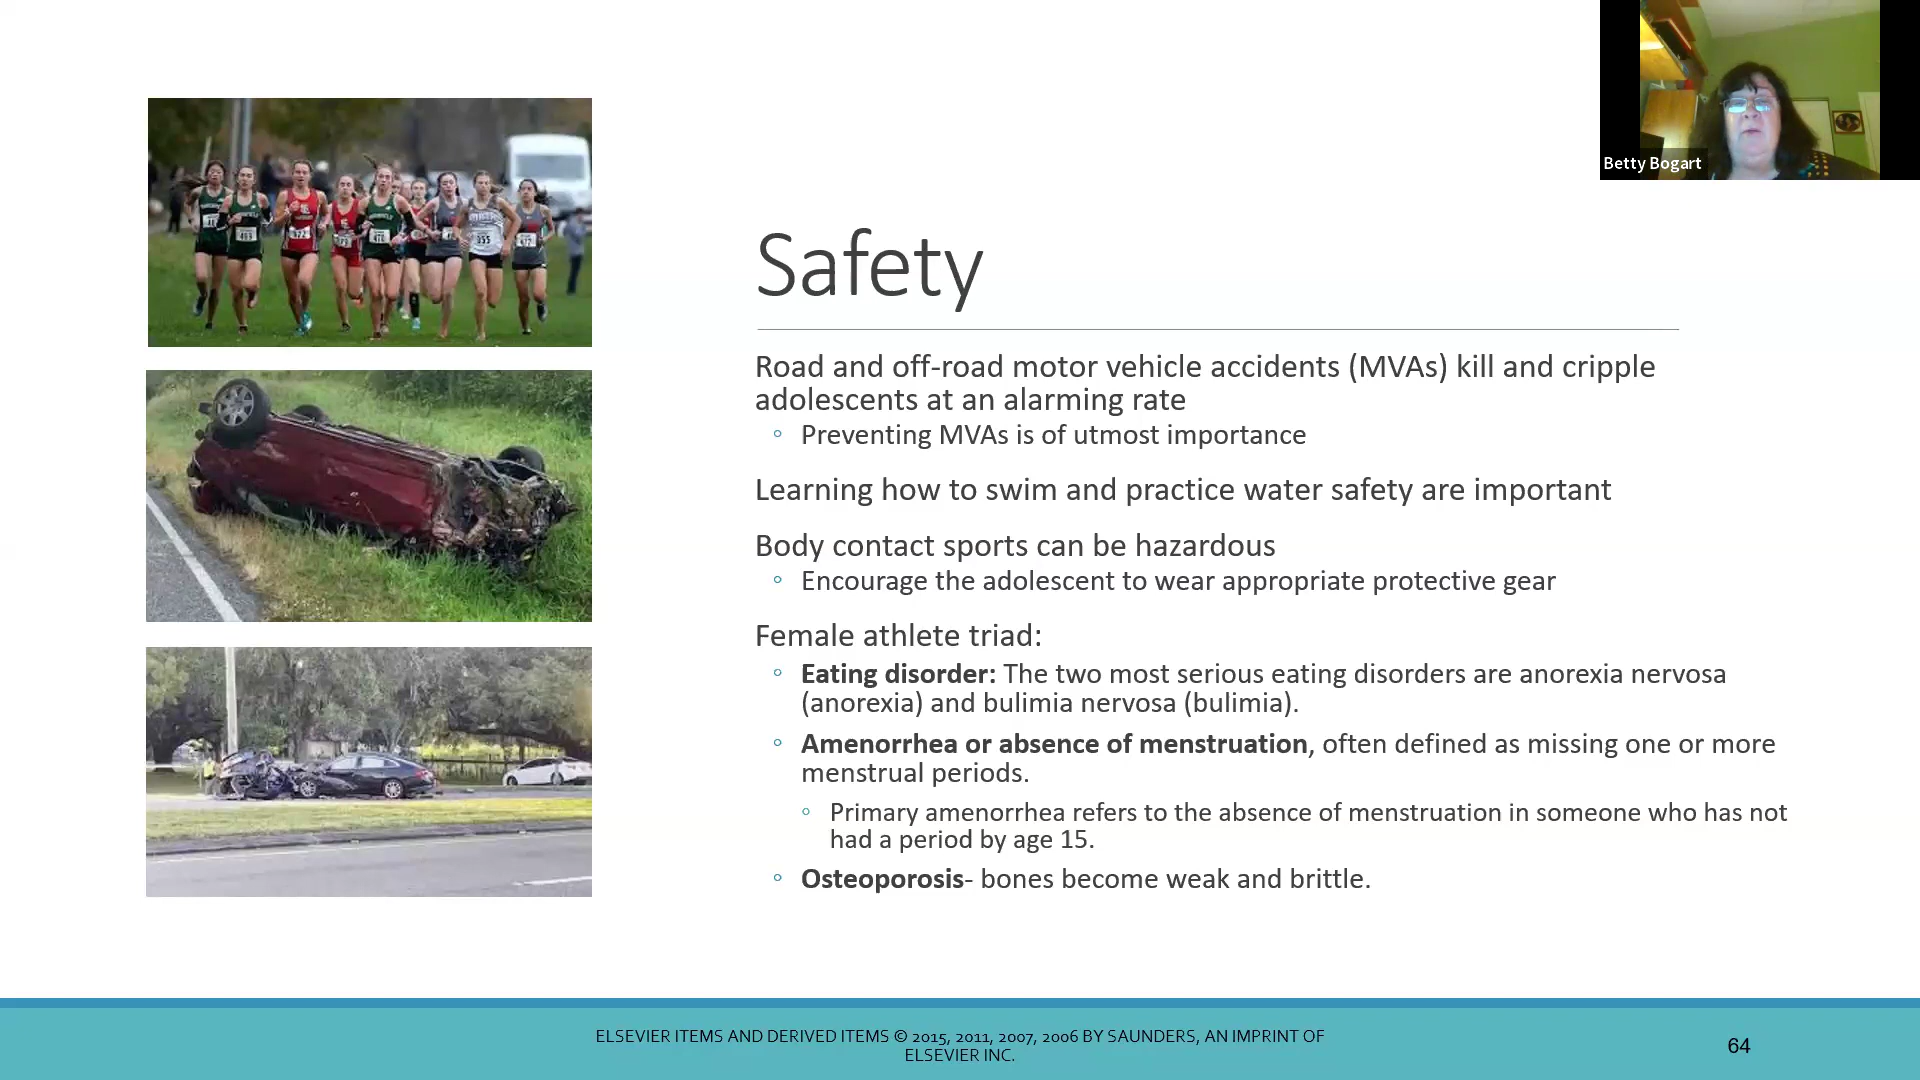 Betty Bogart
Safety
Road and off-road motor vehicle accidents (MVAs) kill and cripple
adolescents at an alarming rate
◦ Preventing MVAs is of utmost importance
Learning how to swim and practice water safety are important
Body contact sports can be hazardous
◦ Encourage the adolescent to wear appropriate protective gear
Female athlete triad:
◦ Eating disorder: The two most serious eating disorders are anorexia nervosa
(anorexia) and bulimia nervosa (bulimia).
◦ Amenorrhea or absence of menstruation, often defined as missing one or more
menstrual periods.
◦ Primary amenorrhea refers to the absence of menstruation in someone who has not
had a period by age 15.
◦ Osteoporosis- bones become weak and brittle.
ELSEVIER ITEMS AND DERIVED ITEMS © 2015, 2011, 2007, 2006 BY SAUNDERS, AN IMPRINT OF
ELSEVIER INC.
64